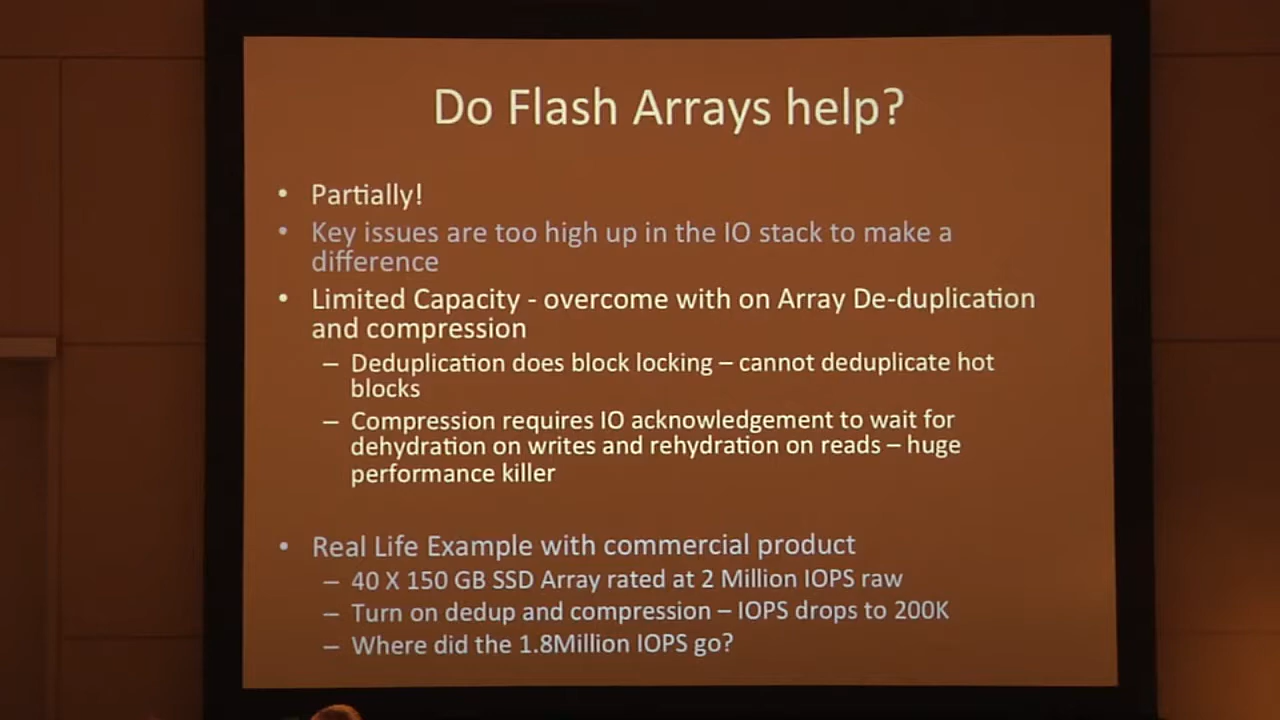 Do Flash Arrays help?
• Partially!
• Key issues are too high up in the IO stack to make a
difference
• Limited Capacity - overcome with on Array De-duplication
and compression
– Deduplication does block locking – cannot deduplicate hot
blocks
– Compression requires IO acknowledgement to wait for
dehydration on writes and rehydration on reads – huge
performance killer
• Real Life Example with commercial product
– 40 X 150 GB SSD Array rated at 2 Million IOPS raw
– Turn on dedup and compression – IOPS drops to 200K
– Where did the 1.8Million IOPS go?